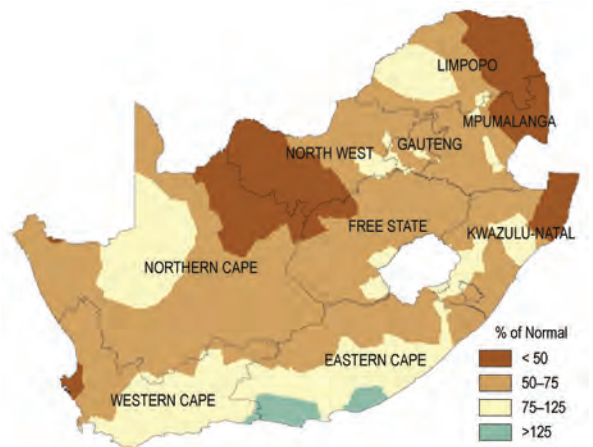 LIMPOPO
MPUMALANGA
GAUTENG
NORTH WEST
FREE STATE
KWAZULU-NATAL
NORTHERN CAPE
EASTERN CAPE
WESTERN CAPE
% of Normal
< 50
50–75
75–125
>125